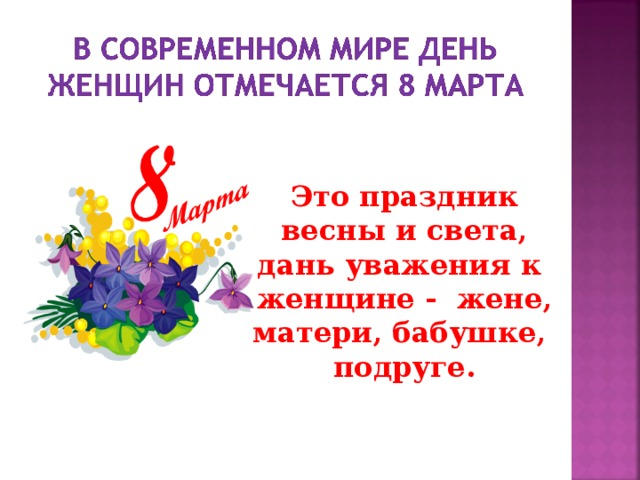 В СОВРЕМЕННОМ МИРЕ ДЕНЬ
ЖЕНЩИН ОТМЕЧАЕТСЯ 8 МАРТА
8
Марта
Это праздник
весны и света,
дань уважения к
женщине - жене,
матери, бабушке,
подруге.